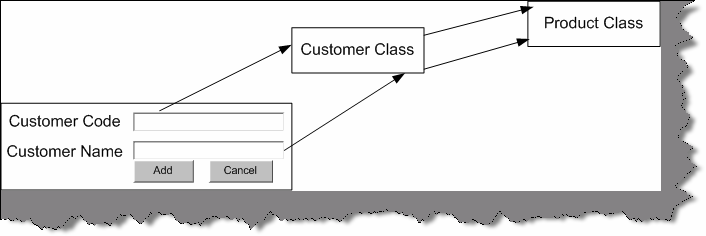 Product Class
Customer Class
Customer Code
Customer Name
Add Cancel